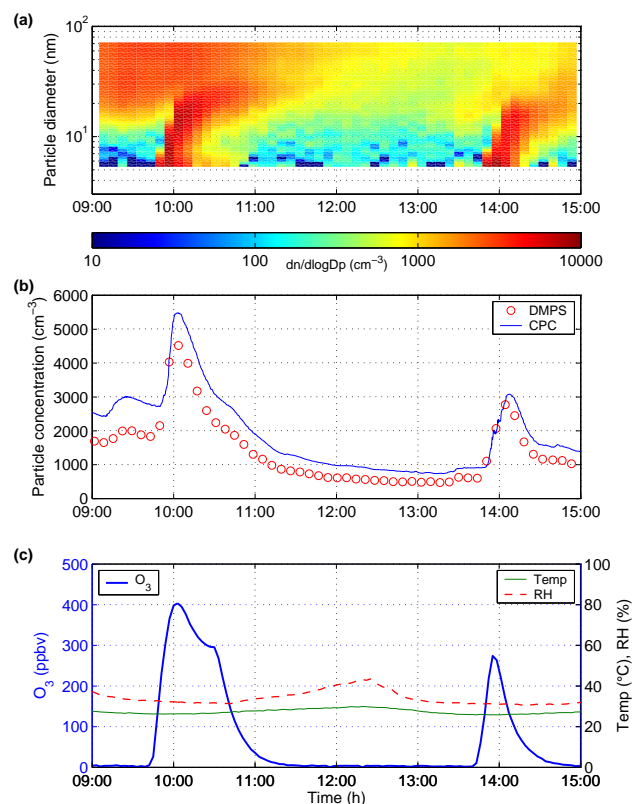 (a)
10²
10¹
Particle diameter (nm)
09:00 10:00 11:00 12:00 13:00 14:00 15:00
10 100 1000 10000
dn/dlogDp (cm⁻³)
(b)
6000
5000
4000
3000
2000
1000
0
Particle concentration (cm⁻³)
DMPS
CPC
09:00 10:00 11:00 12:00 13:00 14:00 15:00
(c)
500
400
300
200
100
0
O₃ (ppbv)
O₃
Temp
RH
100
80
60
40
20
0
Temp (°C), RH (%)
09:00 10:00 11:00 12:00 13:00 14:00 15:00
Time (h)